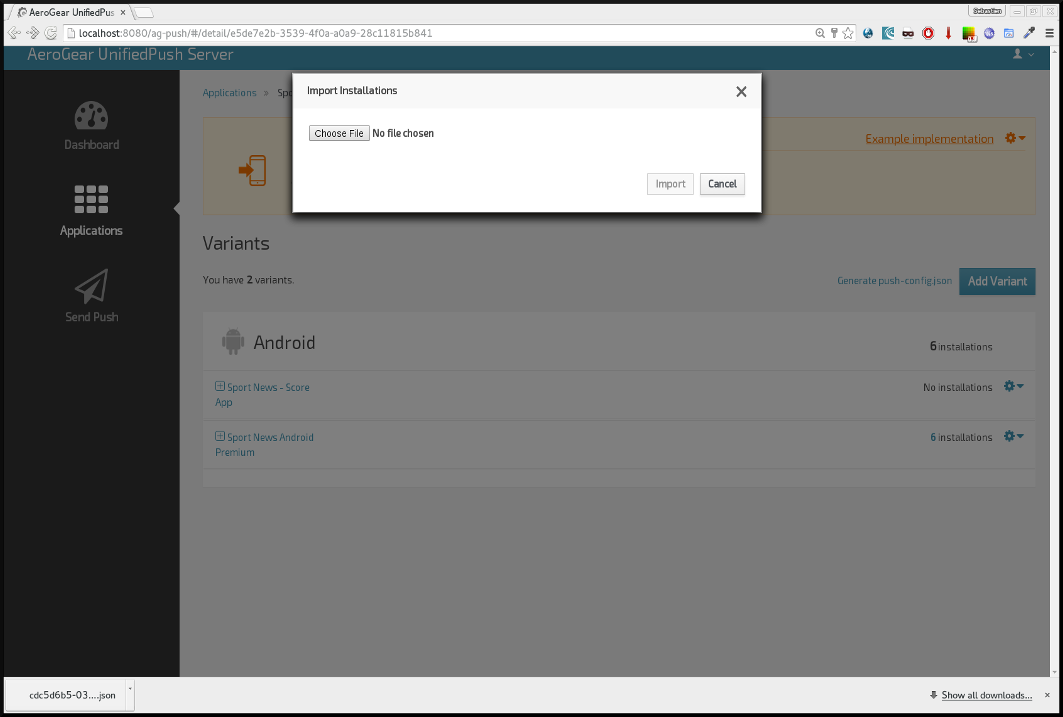 AeroGear UnifiedPus
Sebastien
localhost:8080/ag-push/#/detail/e5de7e2b-3539-4f0a-a0a9-28c11815b841
AeroGear UnifiedPush Server
Import Installations
Applications » Spo
Choose File No file chosen
Example implementation
Dashboard
Import Cancel
Applications
Variants
You have 2 variants.
Generate push-config.json Add Variant
Send Push
Android
6 installations
Sport News - Score
App
No installations
Sport News Android
Premium
6 installations
cdc5d6b5-03....json
Show all downloads...